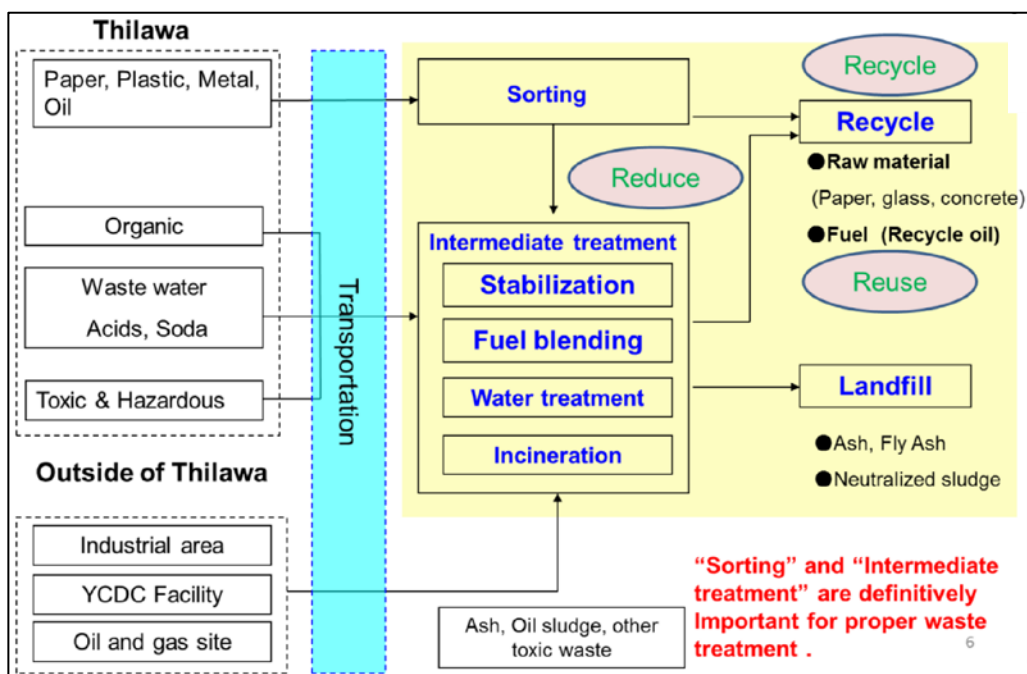 Thilawa
Paper, Plastic, Metal,
Oil
Organic
Waste water
Acids, Soda
Toxic & Hazardous
Outside of Thilawa
Industrial area
YCDC Facility
Oil and gas site
Transportation
Sorting
Reduce
Intermediate treatment
Stabilization
Fuel blending
Water treatment
Incineration
Ash, Oil sludge, other
toxic waste
Recycle
Recycle
●Raw material
(Paper, glass, concrete)
●Fuel (Recycle oil)
Reuse
Landfill
●Ash, Fly Ash
●Neutralized sludge
“Sorting” and “Intermediate
treatment” are definitively
Important for proper waste
treatment .
6